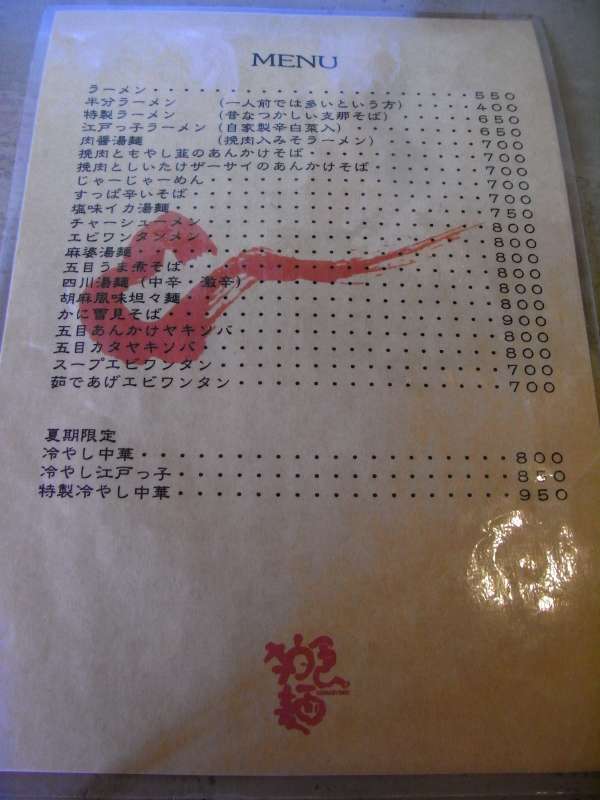 MENU
ラーメン・・・・・・・・・・・・・・・・・・・・・550
半分ラーメン (一人前では多いという方)・・・・400
特製ラーメン (昔なつかしい支那そば)・・・・・650
江戸っ子ラーメン(自家製辛白菜入)・・・・・・・・650
肉醤湯麺 (挽肉入みそラーメン)・・・・・・700
挽肉ともやし韮のあんかけそば・・・・・・・・・・・700
挽肉としいたけザーサイのあんかけそば・・・・・・・700
じゃーじゃーめん・・・・・・・・・・・・・・・・・700
すっぱ辛いそば・・・・・・・・・・・・・・・・・・700
塩味イカ湯麺・・・・・・・・・・・・・・・・・・・750
チャーシューメン・・・・・・・・・・・・・・・・・800
エビワンタンメン・・・・・・・・・・・・・・・・・800
麻婆湯麺・・・・・・・・・・・・・・・・・・・・・800
五目うま煮そば・・・・・・・・・・・・・・・・・・800
四川湯麺(中辛・激辛)・・・・・・・・・・・・・・800
胡麻風味坦々麺・・・・・・・・・・・・・・・・・・800
かに雪見そば・・・・・・・・・・・・・・・・・・・900
五目あんかけヤキソバ・・・・・・・・・・・・・・・800
五目カタヤキソバ・・・・・・・・・・・・・・・・・800
スープエビワンタン・・・・・・・・・・・・・・・・700
茹であげエビワンタン・・・・・・・・・・・・・・・700
夏期限定
冷やし中華・・・・・・・・・・・・・・・・・・・・800
冷やし江戸っ子・・・・・・・・・・・・・・・・・・850
特製冷やし中華・・・・・・・・・・・・・・・・・・950